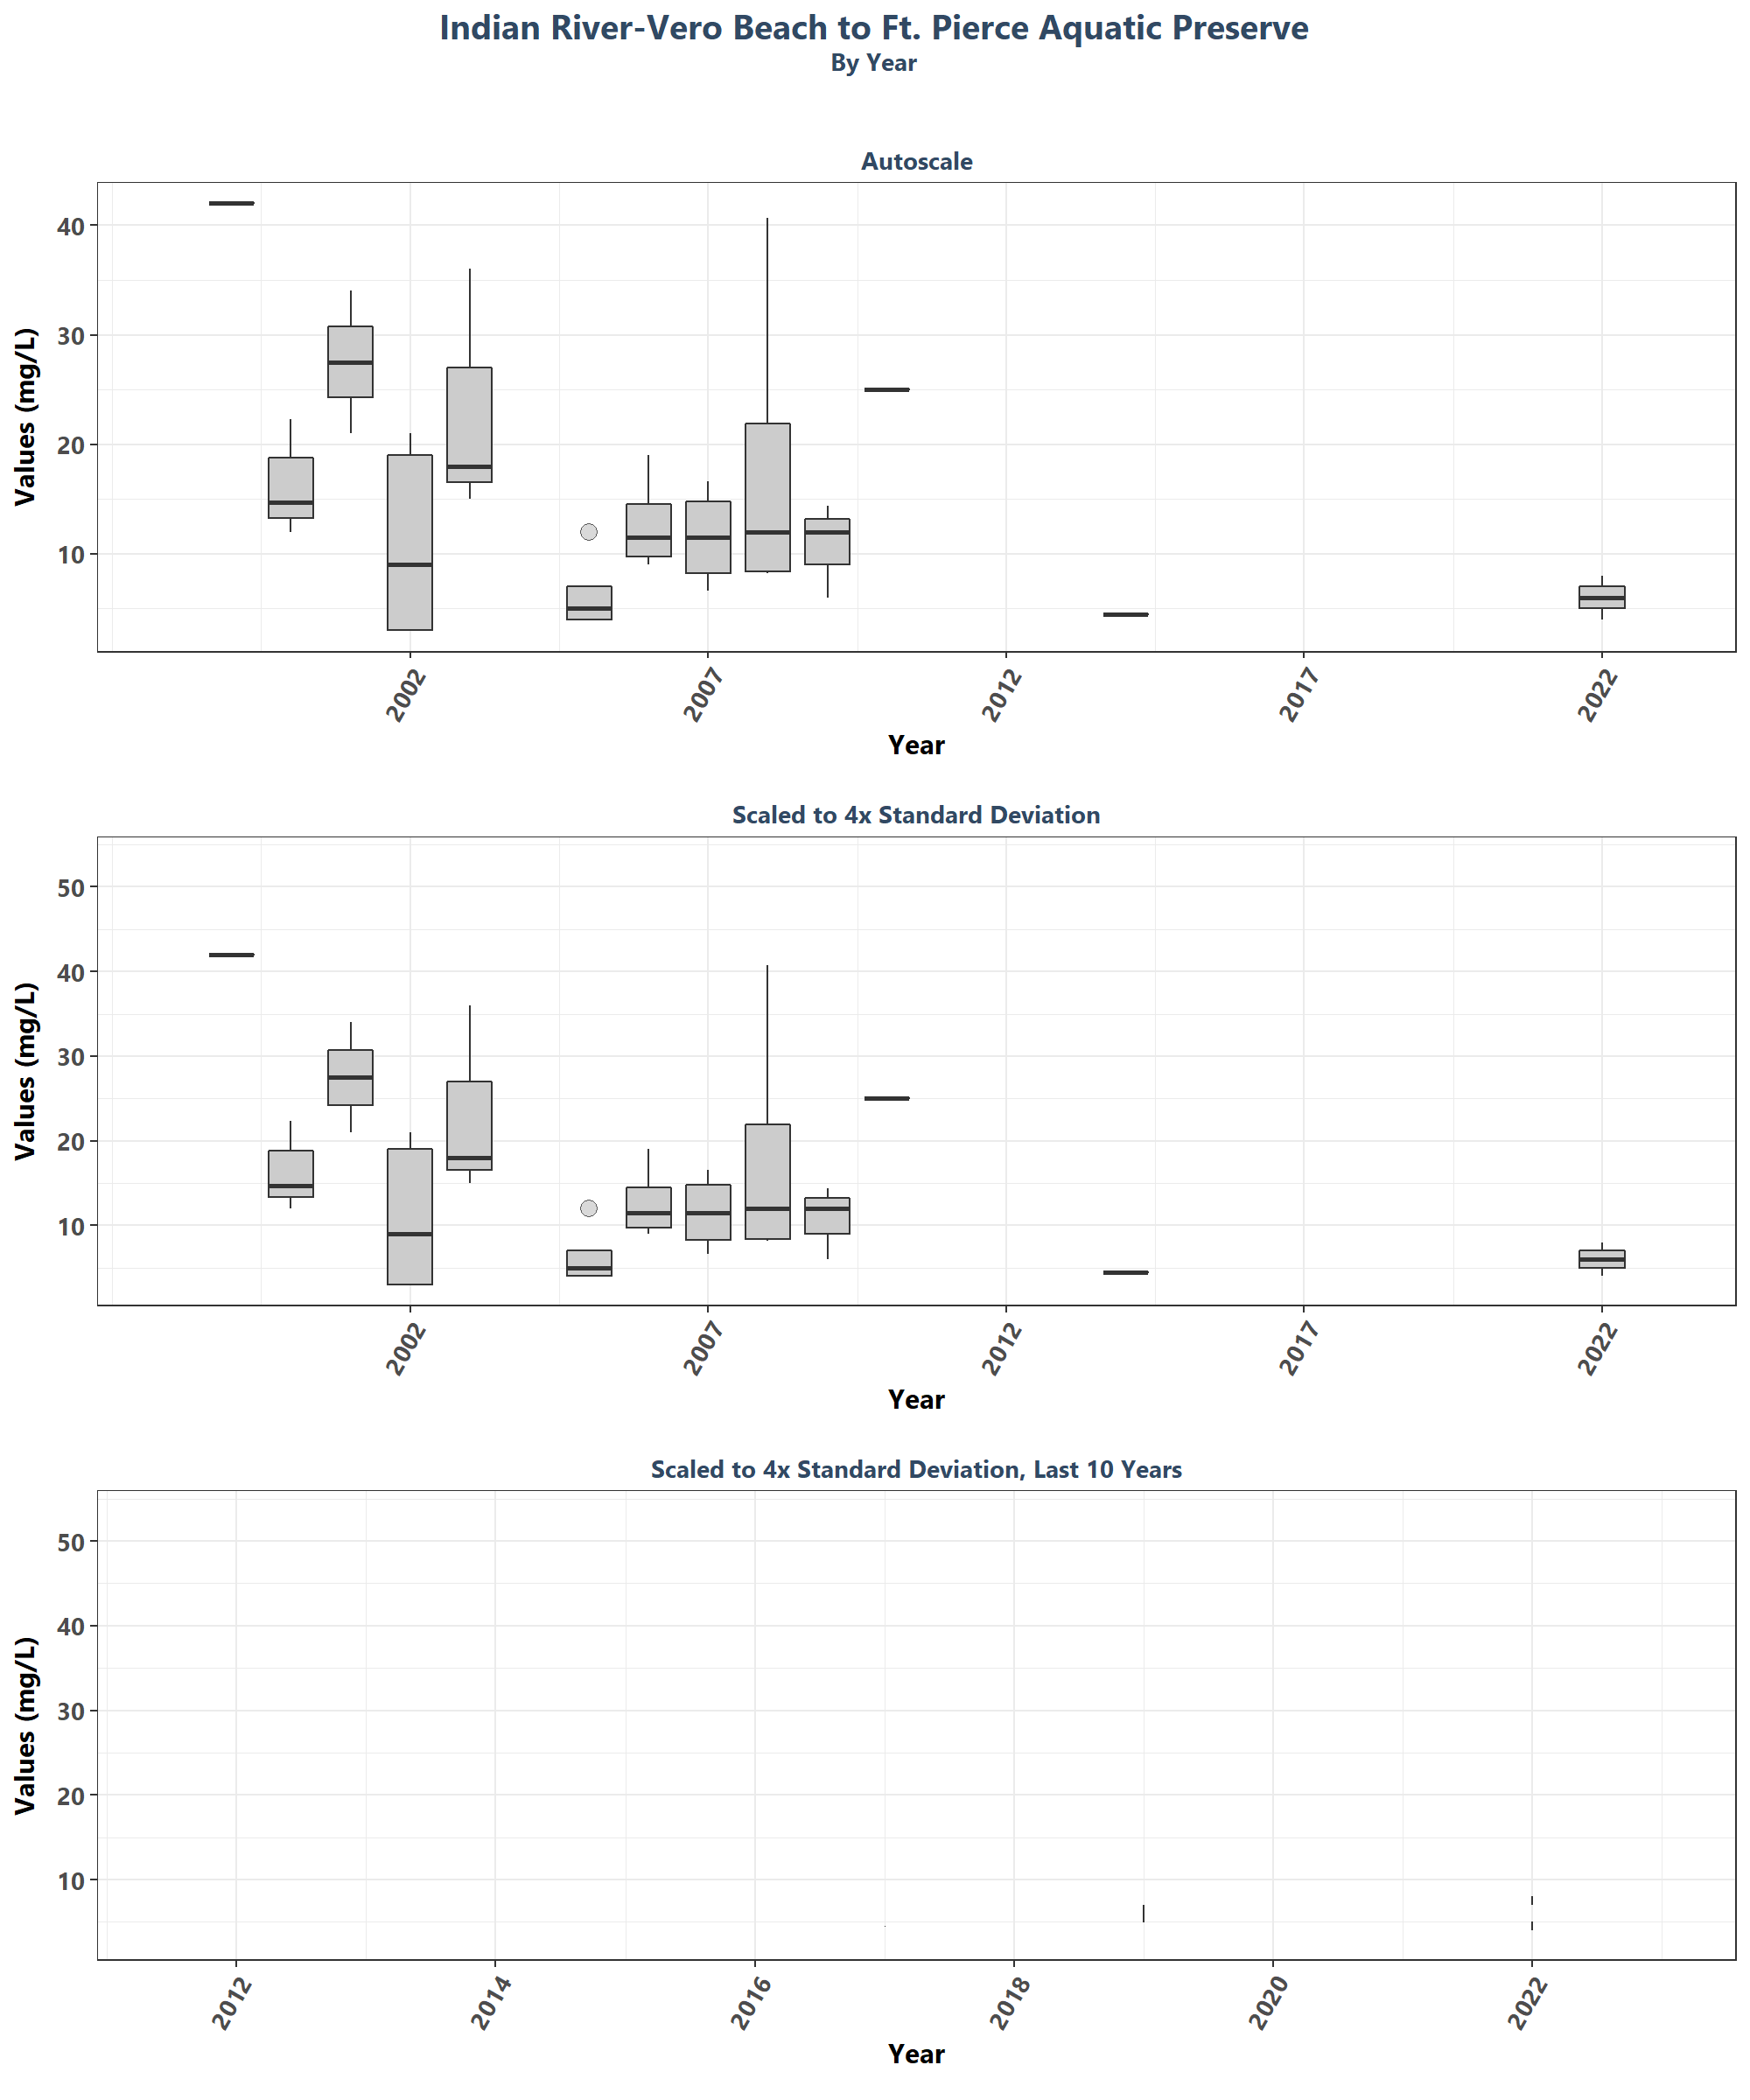 Indian River-Vero Beach to Ft. Pierce Aquatic Preserve
By Year
Autoscale
Values (mg/L)
40
30
20
10
2002
2007
2012
2017
2022
Year
Scaled to 4x Standard Deviation
Values (mg/L)
50
40
30
20
10
2002
2007
2012
2017
2022
Year
Scaled to 4x Standard Deviation, Last 10 Years
Values (mg/L)
50
40
30
20
10
2012
2014
2016
2018
2020
2022
Year